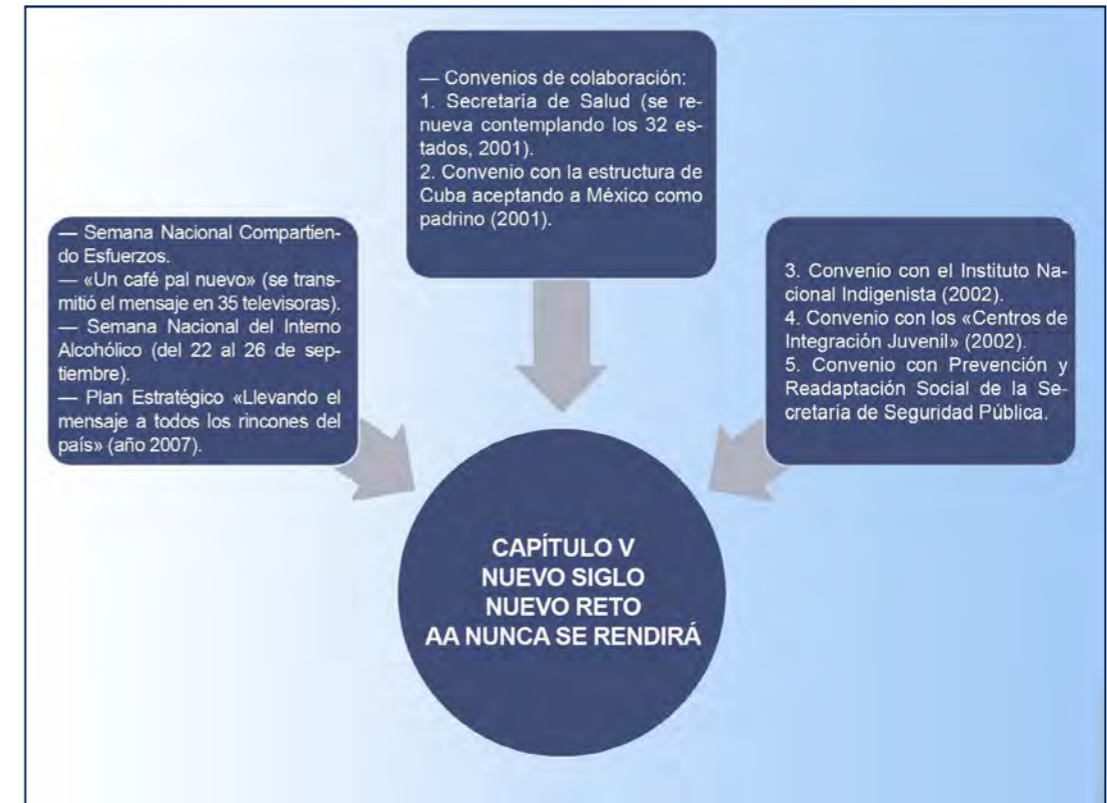 — Semana Nacional Compartien-
do Esfuerzos.
— «Un café pal nuevo» (se trans-
mitió el mensaje en 35 televisoras).
— Semana Nacional del Interno
Alcohólico (del 22 al 26 de sep-
tiembre).
— Plan Estratégico «Llevando el
mensaje a todos los rincones del
país» (año 2007).
— Convenios de colaboración:
1. Secretaría de Salud (se re-
nueva contemplando los 32 es-
tados, 2001).
2. Convenio con la estructura de
Cuba aceptando a México como
padrino (2001).
3. Convenio con el Instituto Na-
cional Indigenista (2002).
4. Convenio con los «Centros de
Integración Juvenil» (2002).
5. Convenio con Prevención y
Readaptación Social de la Se-
cretaría de Seguridad Pública.
CAPÍTULO V
NUEVO SIGLO
NUEVO RETO
AA NUNCA SE RENDIRÁ